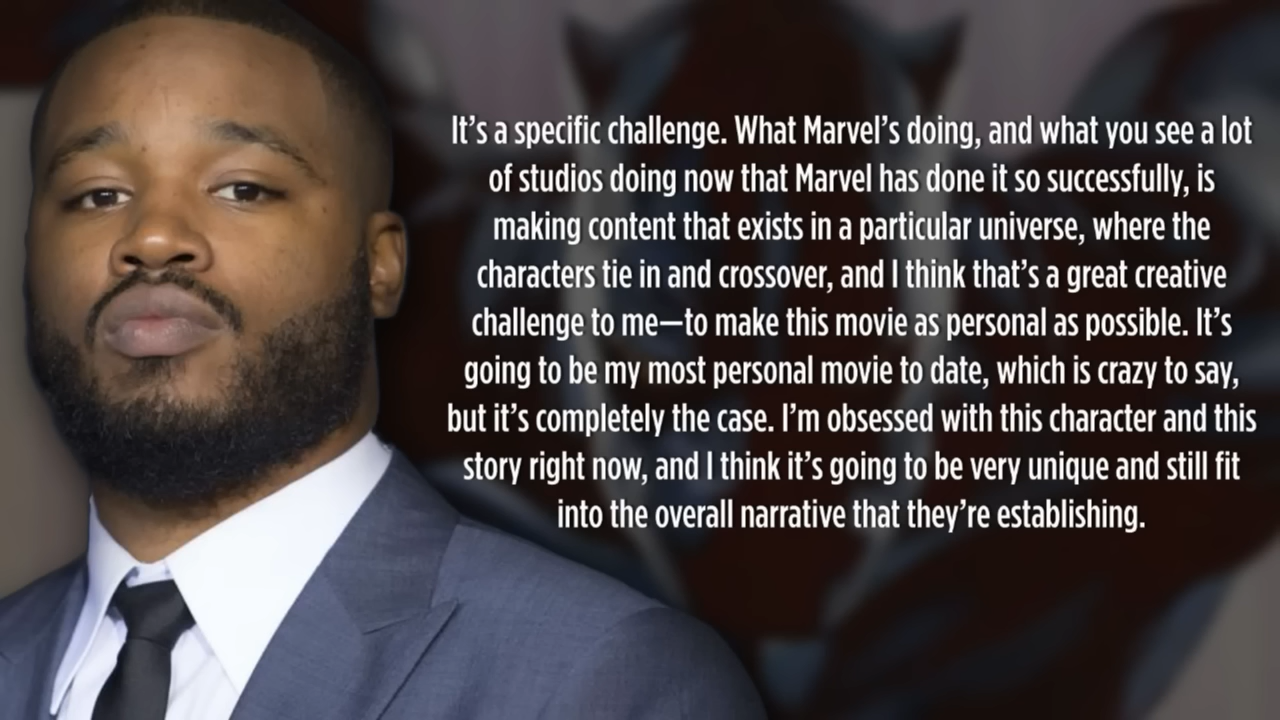 It’s a specific challenge. What Marvel’s doing, and what you see a lot
of studios doing now that Marvel has done it so successfully, is
making content that exists in a particular universe, where the
characters tie in and crossover, and I think that’s a great creative
challenge to me—to make this movie as personal as possible. It’s
going to be my most personal movie to date, which is crazy to say,
but it’s completely the case. I’m obsessed with this character and this
story right now, and I think it’s going to be very unique and still fit
into the overall narrative that they’re establishing.